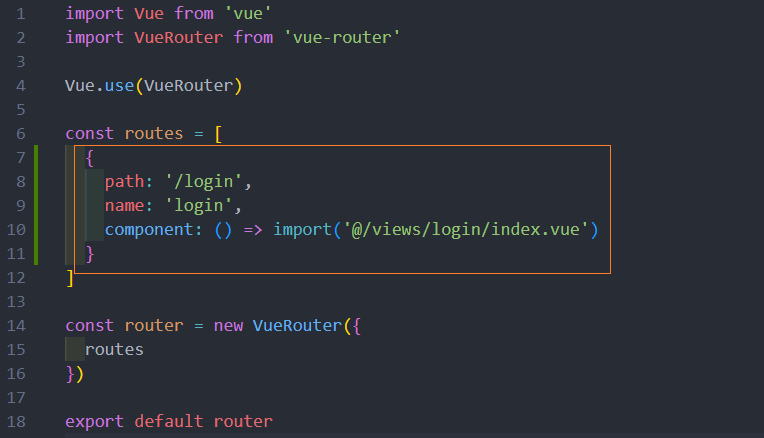 1 import Vue from 'vue'
2 import VueRouter from 'vue-router'
3
4 Vue.use(VueRouter)
5
6 const routes = [
7   {
8     path: '/login',
9     name: 'login',
10     component: () => import('@/views/login/index.vue')
11   }
12 ]
13
14 const router = new VueRouter({
15   routes
16 })
17
18 export default router